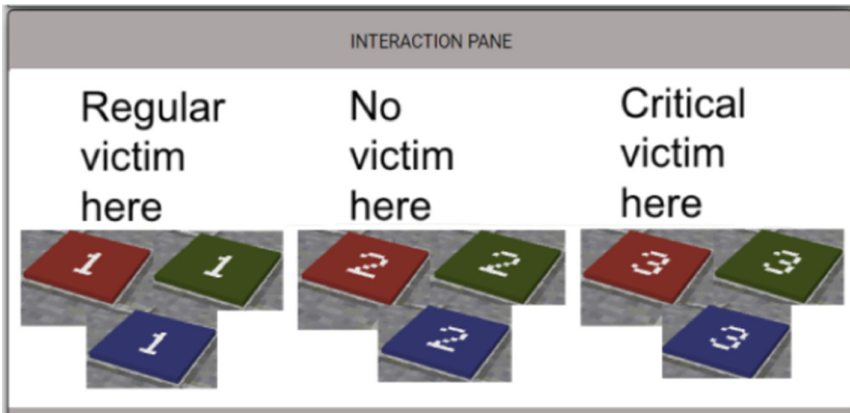 INTERACTION PANE
Regular
victim
here
No
victim
here
Critical
victim
here
1 1
1
2 2
2
3 3
3